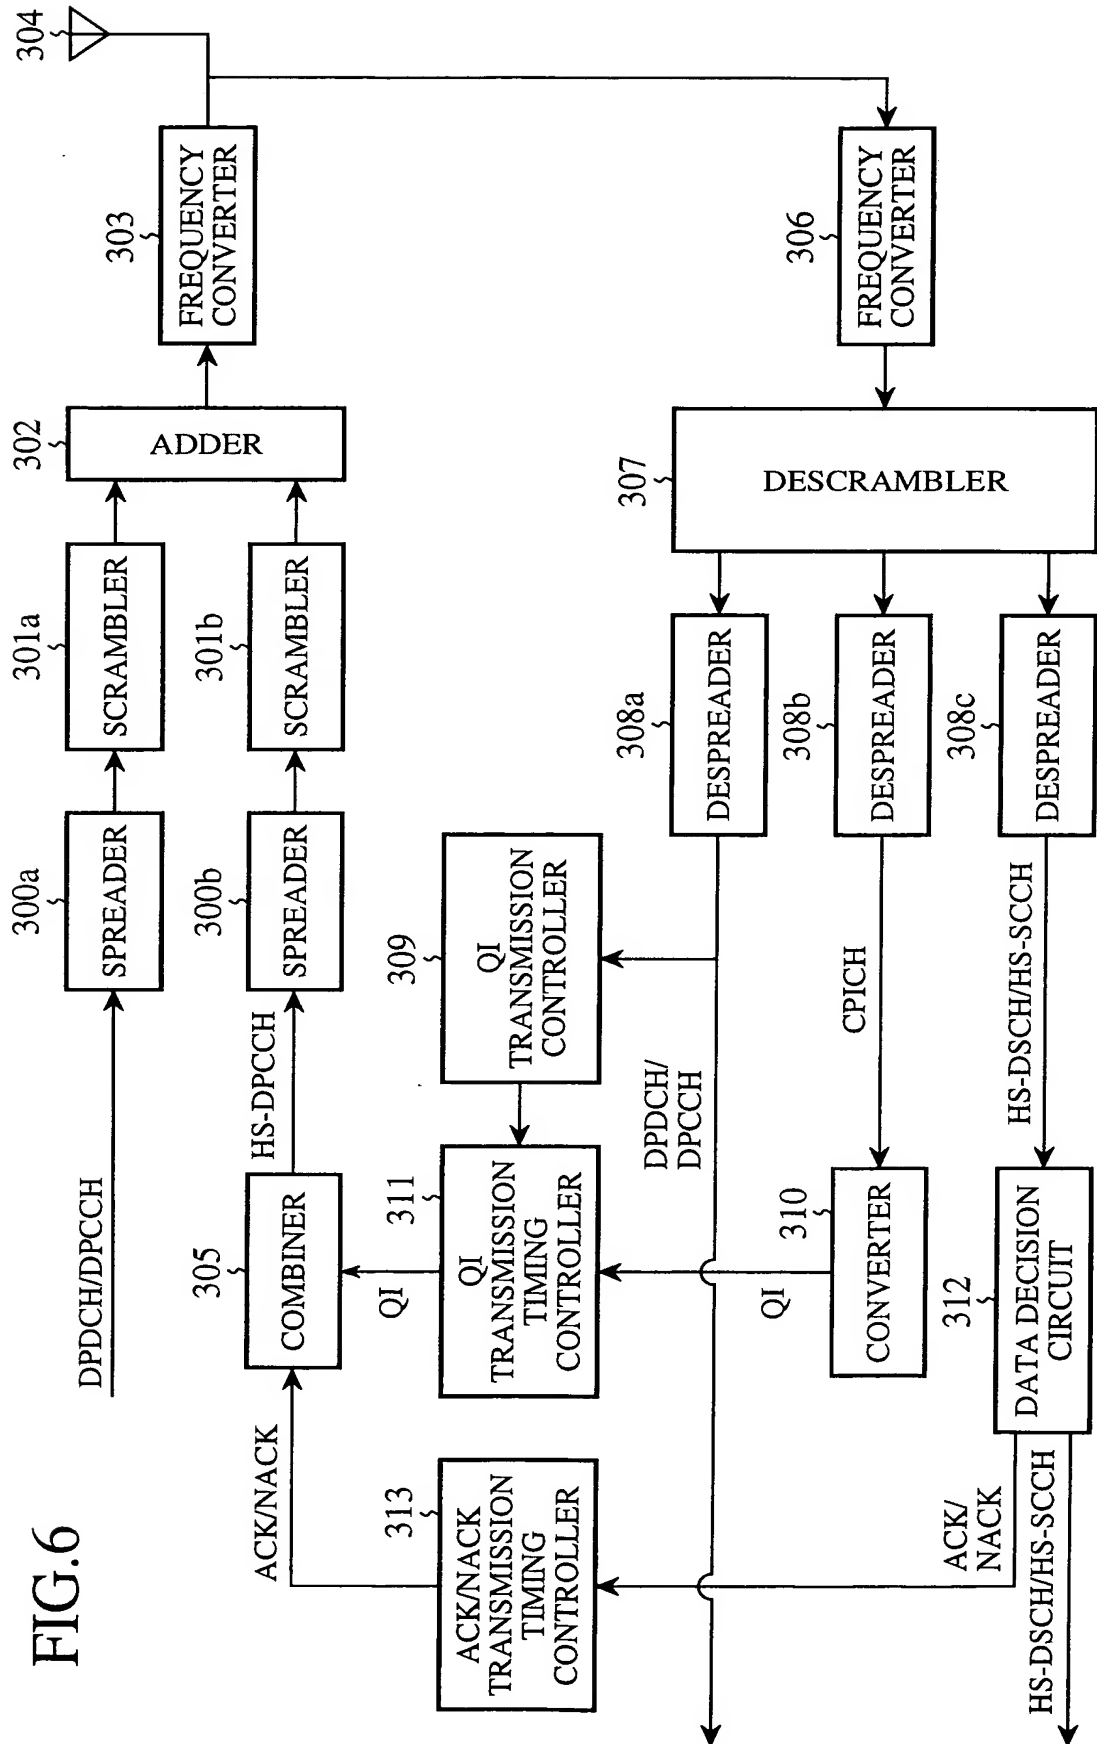 FIG.6
DPDCH/DPCCH
300a
SPREADER
301a
SCRAMBLER
302
ADDER
303
FREQUENCY
CONVERTER
304
ACK/NACK
305
COMBINER
HS-DPCCH
300b
SPREADER
301b
SCRAMBLER
QI
313
ACK/NACK
TRANSMISSION
TIMING
CONTROLLER
311
QI
TRANSMISSION
TIMING
CONTROLLER
309
QI
TRANSMISSION
CONTROLLER
DPDCH/
DPCCH
308a
DESPREADER
307
DESCRAMBLER
306
FREQUENCY
CONVERTER
QI
310
CONVERTER
CPICH
308b
DESPREADER
ACK/
NACK
312
DATA DECISION
CIRCUIT
HS-DSCH/HS-SCCH
308c
DESPREADER
HS-DSCH/HS-SCCH